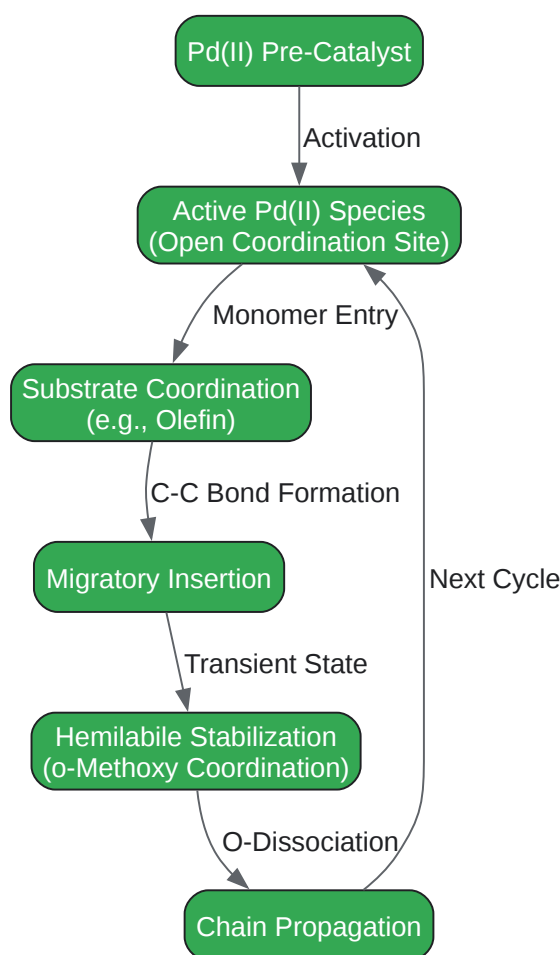 Pd(II) Pre-Catalyst
Activation
Active Pd(II) Species
(Open Coordination Site)
Monomer Entry
Substrate Coordination
(e.g., Olefin)
C-C Bond Formation
Migratory Insertion
Next Cycle
Transient State
Hemilabile Stabilization
(o-Methoxy Coordination)
O-Dissociation
Chain Propagation